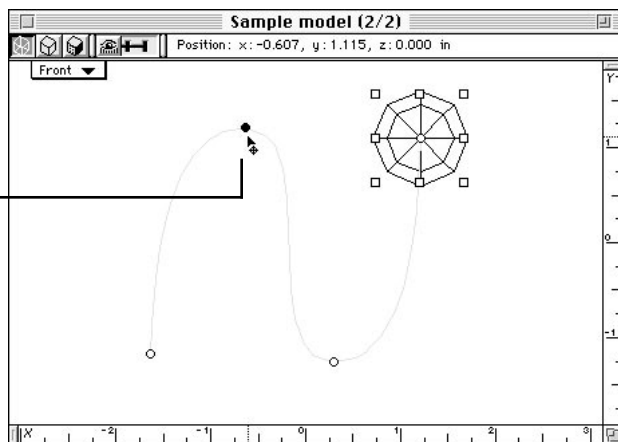 Sample model (2/2)
Position: x:-0.607, y:1.115, z:0.000 in
Front
Y
1
0
-1
X -2 -1 0 1 2 3